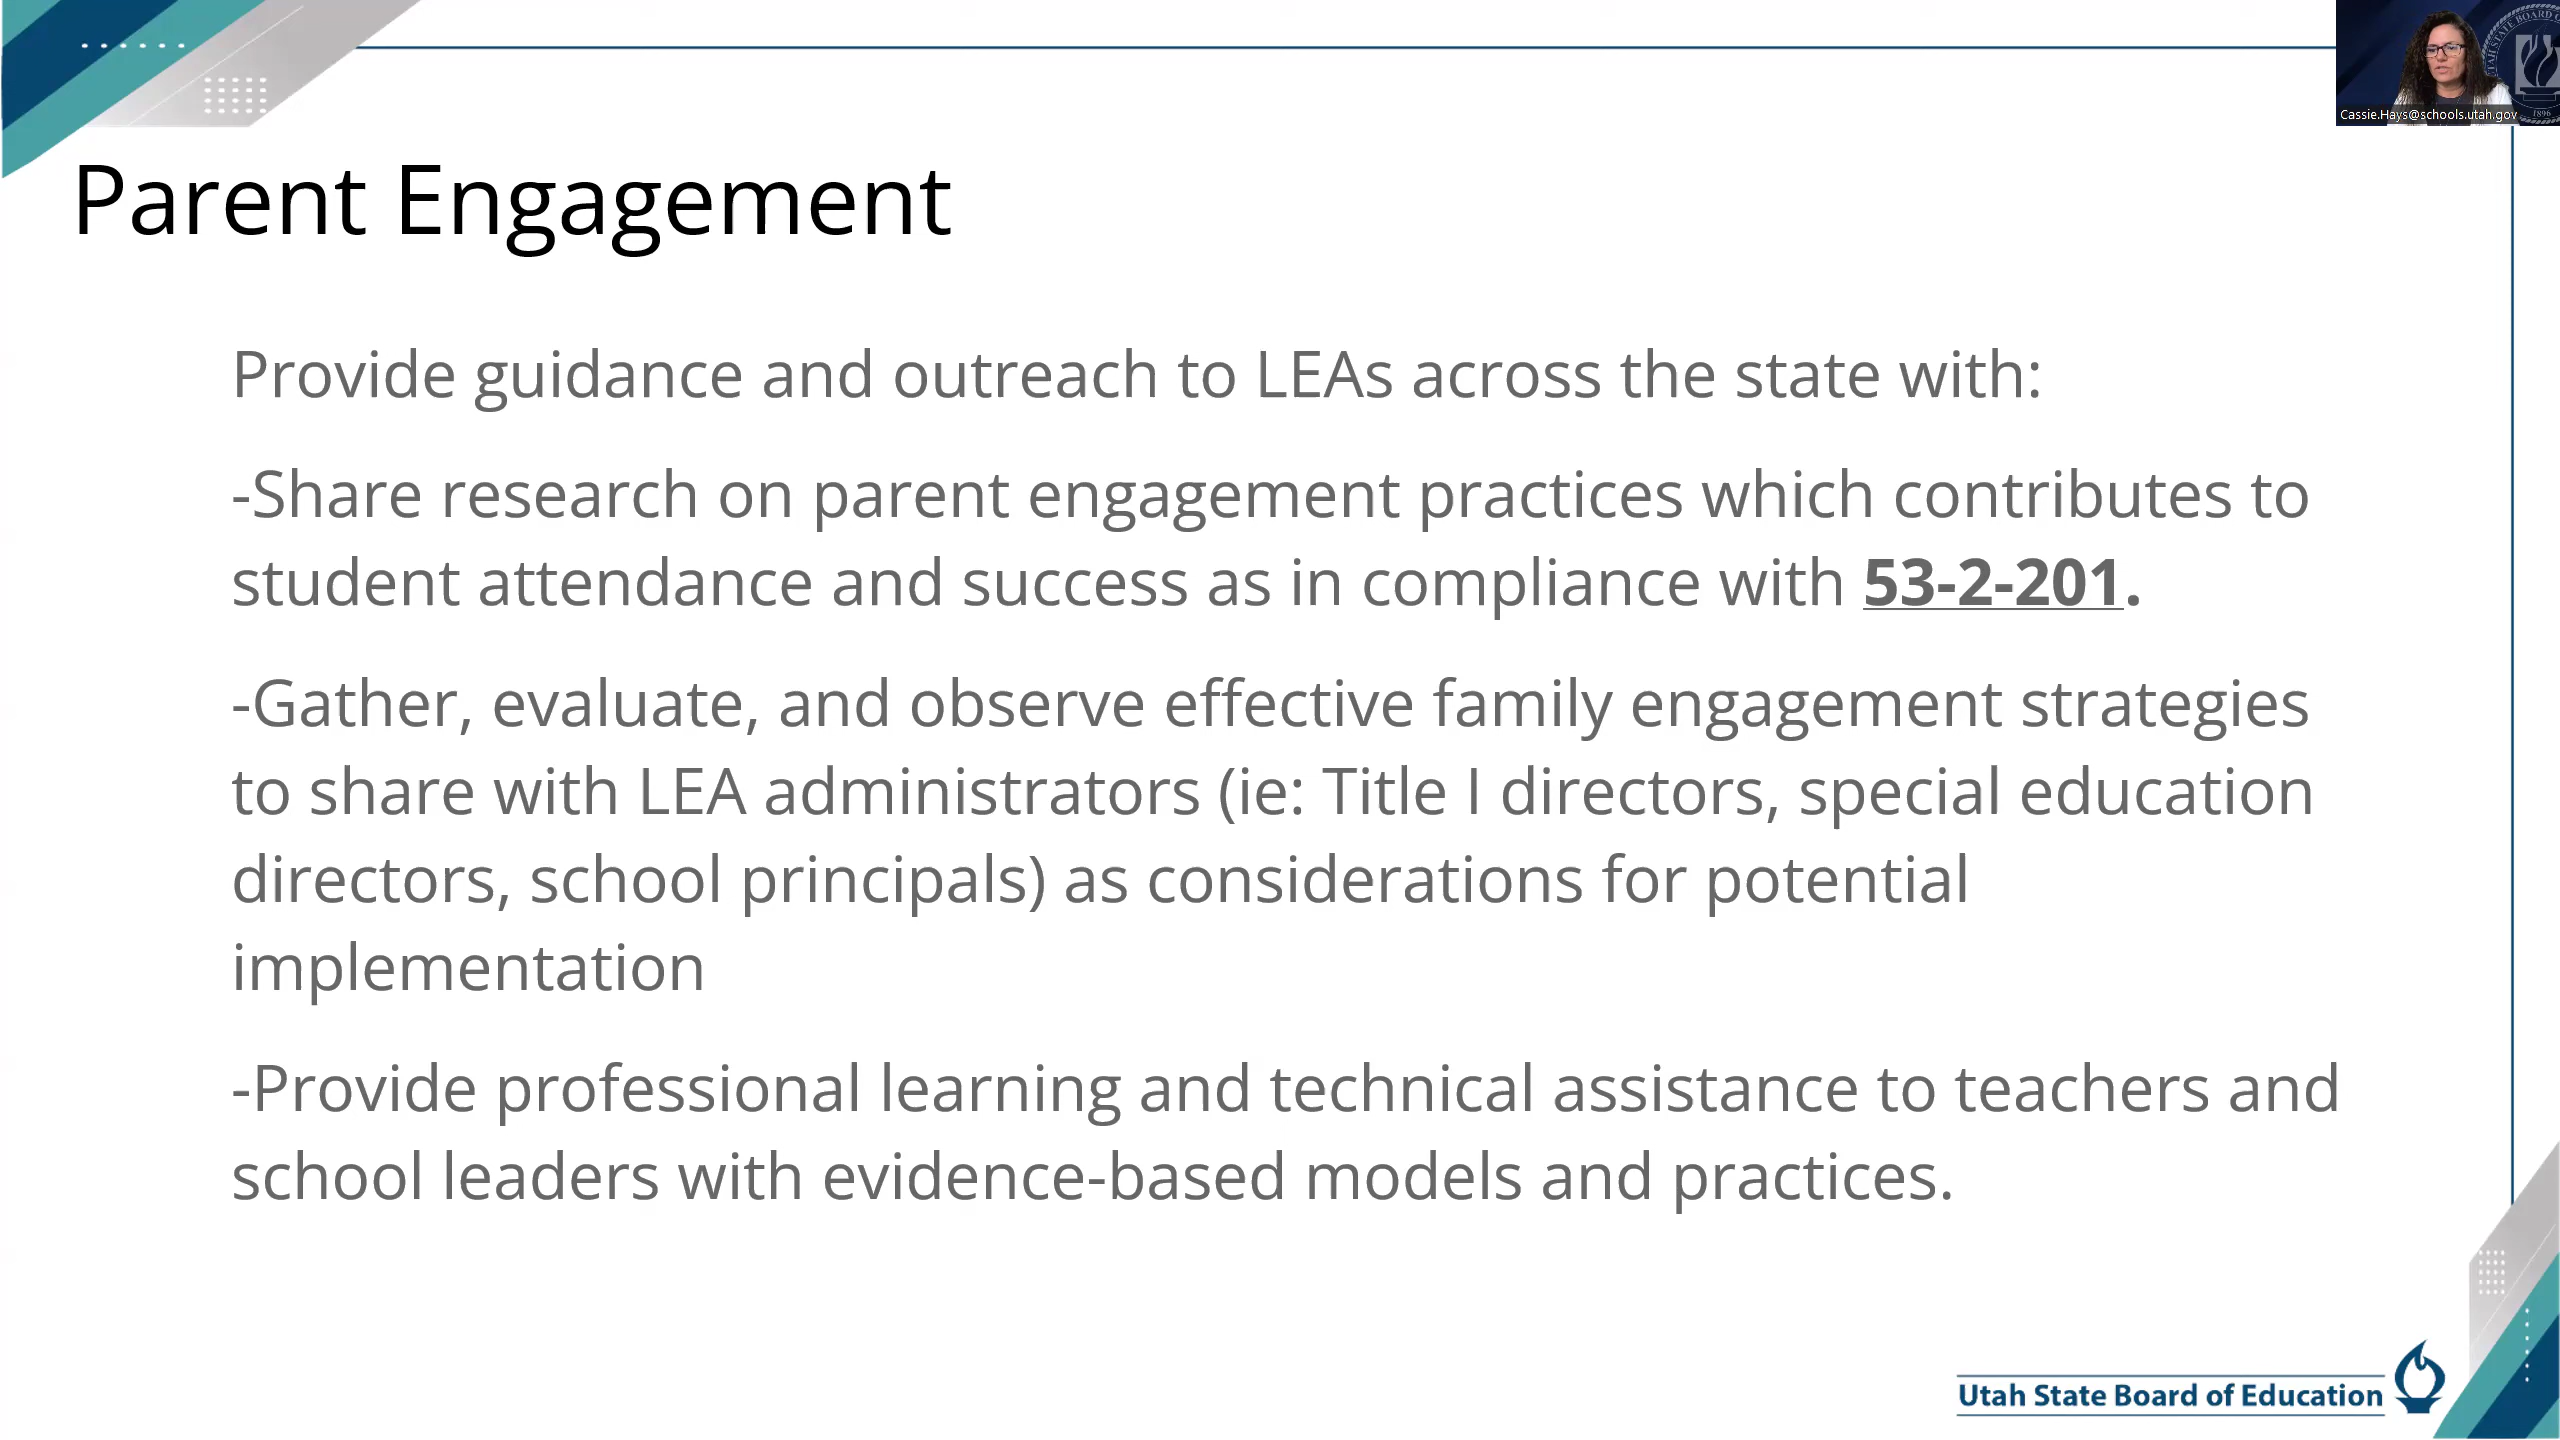 Cassie.Hays@schools.utah.gov
1896
Parent Engagement
Provide guidance and outreach to LEAs across the state with:
-Share research on parent engagement practices which contributes to
student attendance and success as in compliance with 53-2-201.
-Gather, evaluate, and observe effective family engagement strategies
to share with LEA administrators (ie: Title I directors, special education
directors, school principals) as considerations for potential
implementation
-Provide professional learning and technical assistance to teachers and
school leaders with evidence-based models and practices.
Utah State Board of Education